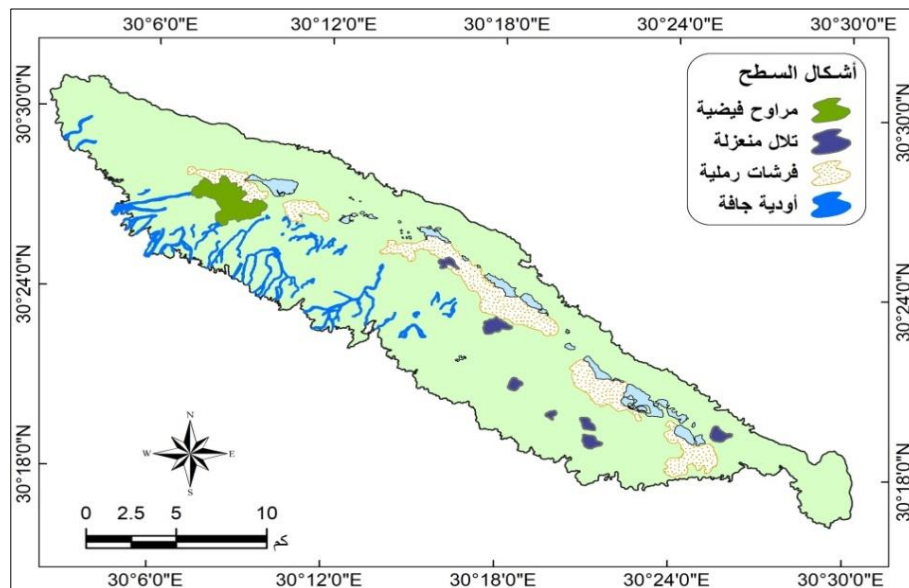 30°6'0"E 30°12'0"E 30°18'0"E 30°24'0"E 30°30'0"E
30°30'0"N 30°30'0"N
30°24'0"N 30°24'0"N
30°18'0"N 30°18'0"N
أشكال السطح
مراوح فيضية
تلال منعزلة
فرشات رملية
أودية جافة
N
W E
S
0 2.5 5 10
كم
30°6'0"E 30°12'0"E 30°18'0"E 30°24'0"E 30°30'0"E